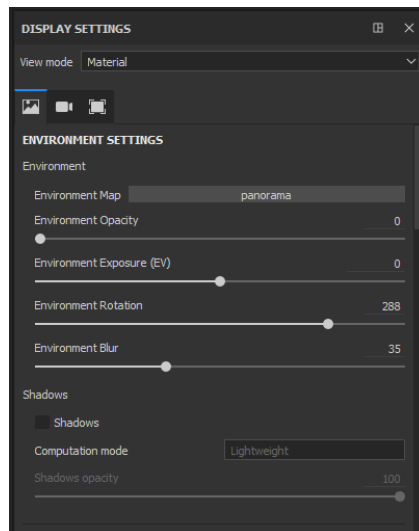 DISPLAY SETTINGS
View mode Material
ENVIRONMENT SETTINGS
Environment
Environment Map panorama
Environment Opacity 0
Environment Exposure (EV) 0
Environment Rotation 288
Environment Blur 35
Shadows
Shadows
Computation mode Lightweight
Shadows opacity 100